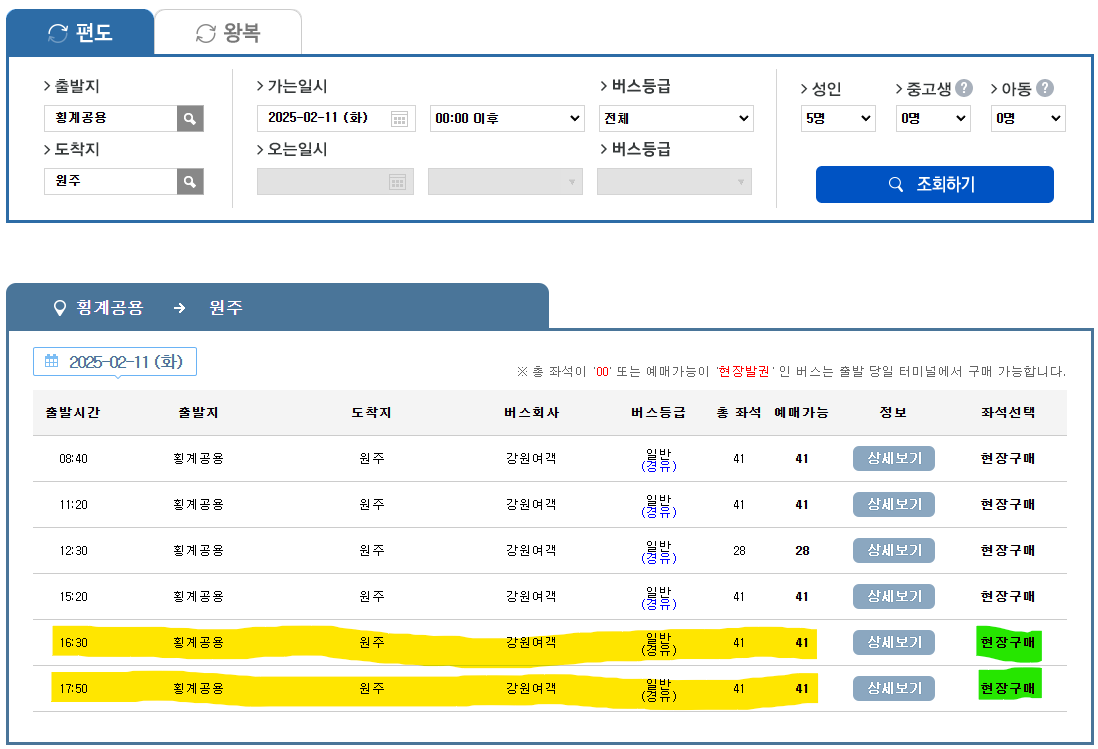 편도 왕복
출발지 가는일시 버스등급 성인 중고생 ? 아동 ?
횡계공용 2025-02-11 (화) 00:00 이후 전체 5명 0명 0명
도착지 오는일시 버스등급
원주 조회하기
횡계공용 → 원주
2025-02-11 (화)
※ 총 좌석이 '00' 또는 예매가능이 '현장발권' 인 버스는 출발 당일 터미널에서 구매 가능합니다.
출발시간 출발지 도착지 버스회사 버스등급 총 좌석 예매가능 정보 좌석선택
08:40 횡계공용 원주 강원여객 일반 (경유) 41 41 상세보기 현장구매
11:20 횡계공용 원주 강원여객 일반 (경유) 41 41 상세보기 현장구매
12:30 횡계공용 원주 강원여객 일반 (경유) 28 28 상세보기 현장구매
15:20 횡계공용 원주 강원여객 일반 (경유) 41 41 상세보기 현장구매
16:30 횡계공용 원주 강원여객 일반 (경유) 41 41 상세보기 현장구매
17:50 횡계공용 원주 강원여객 일반 (경유) 41 41 상세보기 현장구매